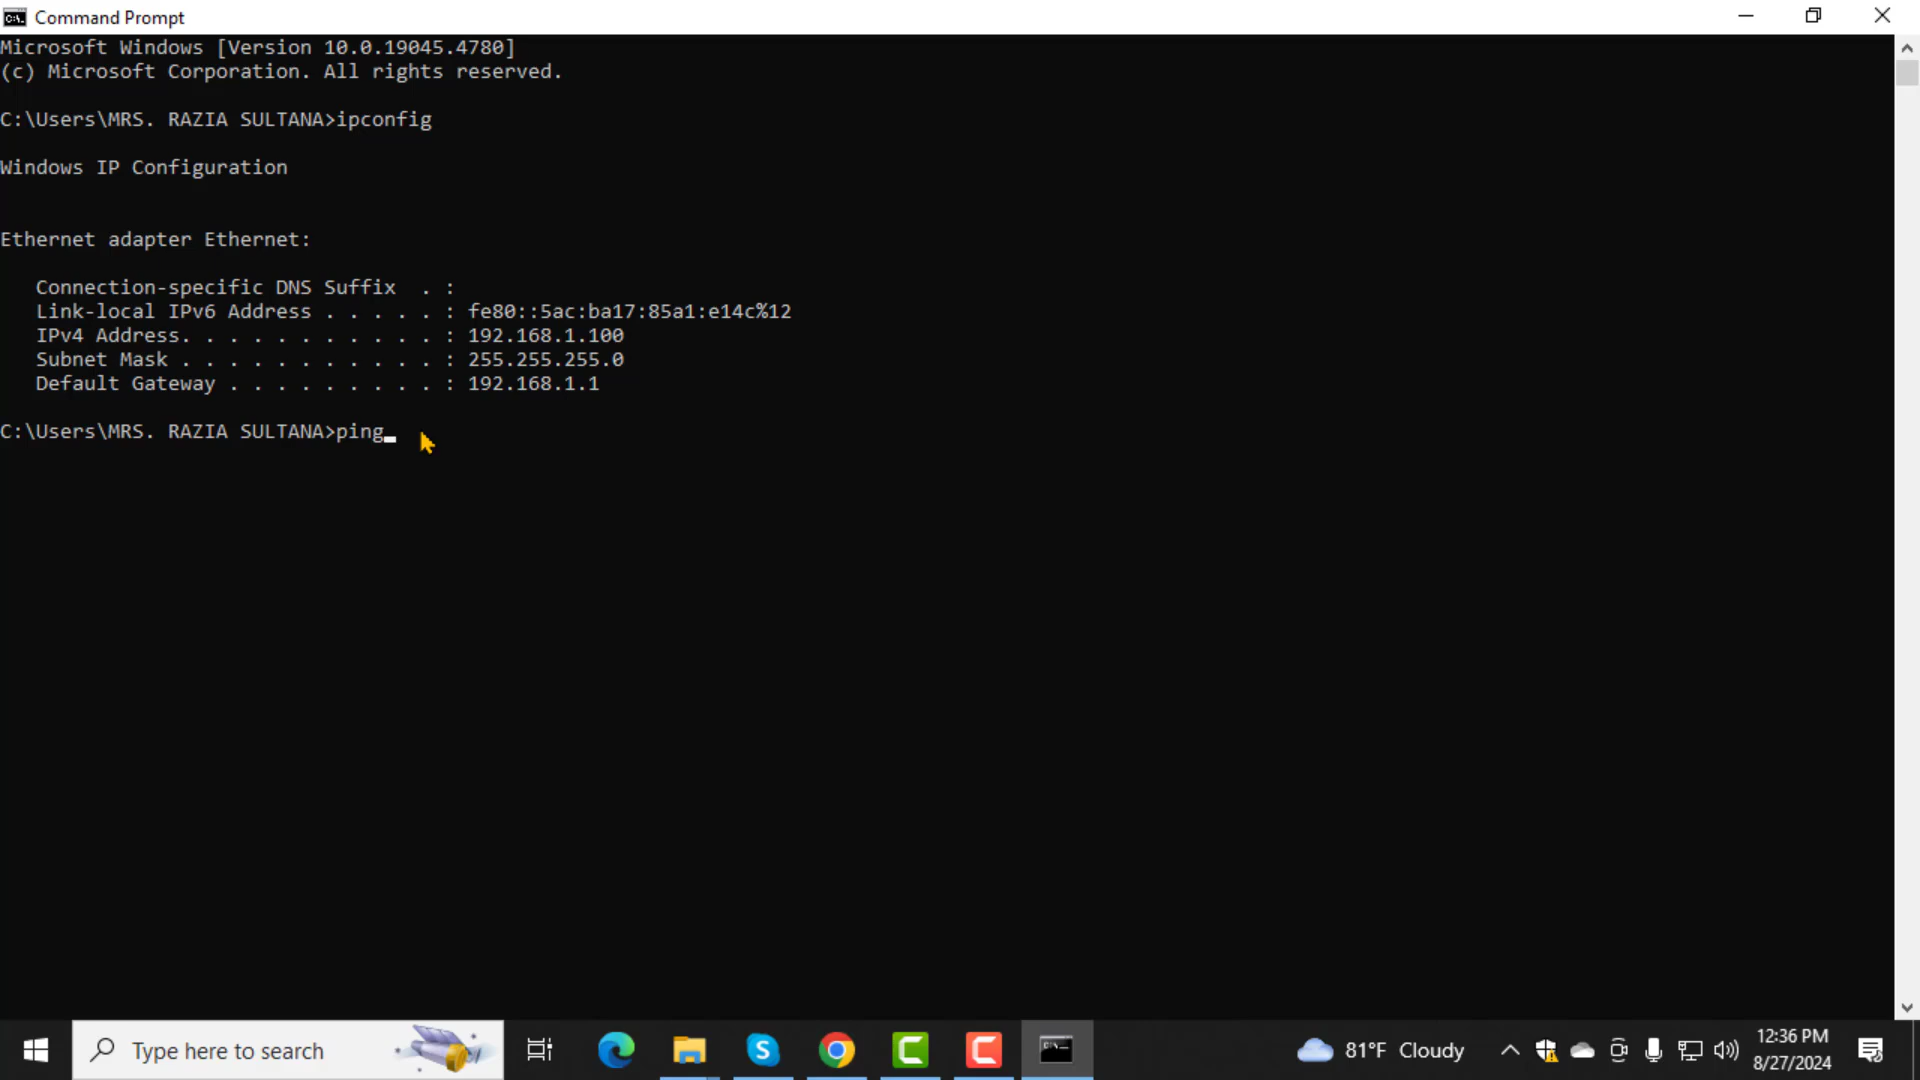 Command Prompt
Microsoft Windows [Version 10.0.19045.4780]
(c) Microsoft Corporation. All rights reserved.
C:\Users\MRS. RAZIA SULTANA>ipconfig
Windows IP Configuration
Ethernet adapter Ethernet:
Connection-specific DNS Suffix  . :
Link-local IPv6 Address . . . . . : fe80::5ac:ba17:85a1:e14c%12
IPv4 Address. . . . . . . . . . . : 192.168.1.100
Subnet Mask . . . . . . . . . . . : 255.255.255.0
Default Gateway . . . . . . . . . : 192.168.1.1
C:\Users\MRS. RAZIA SULTANA>ping
Type here to search
81°F Cloudy
12:36 PM
8/27/2024